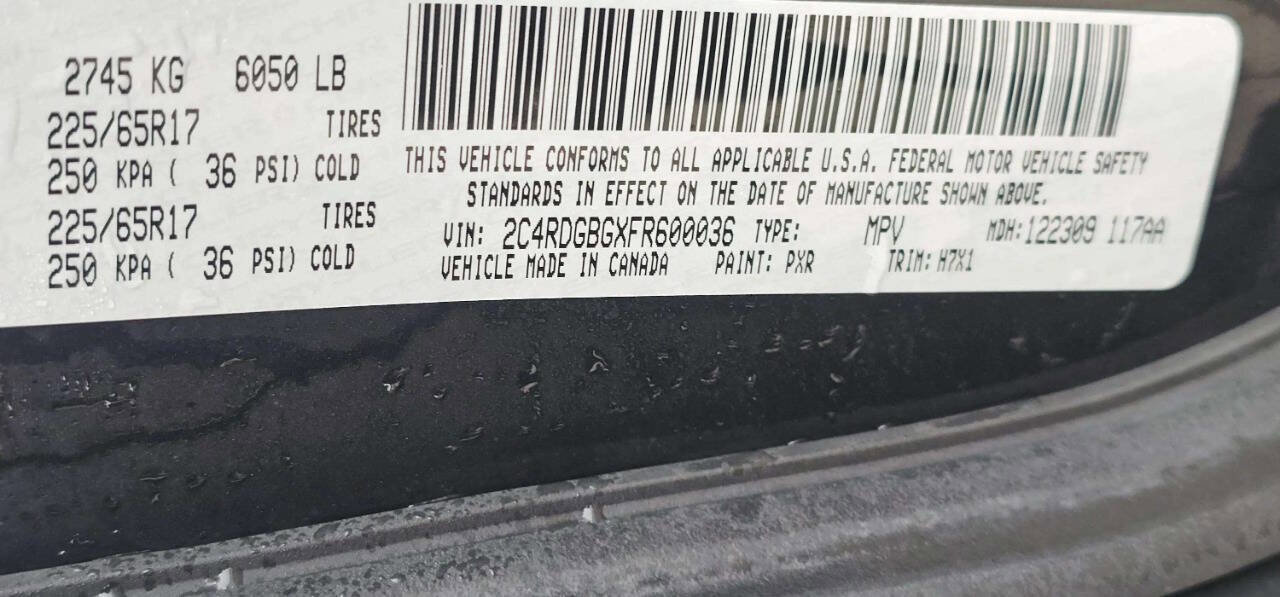 2745 KG 6050 LB
225/65R17 TIRES
250 KPA ( 36 PSI) COLD
225/65R17 TIRES
250 KPA ( 36 PSI) COLD
THIS VEHICLE CONFORMS TO ALL APPLICABLE U.S.A. FEDERAL MOTOR VEHICLE SAFETY
STANDARDS IN EFFECT ON THE DATE OF MANUFACTURE SHOWN ABOVE.
VIN: 2C4RDGBGXFR600036 TYPE: MPV MDH:122309 117AA
VEHICLE MADE IN CANADA PAINT: PXR TRIM: H7X1